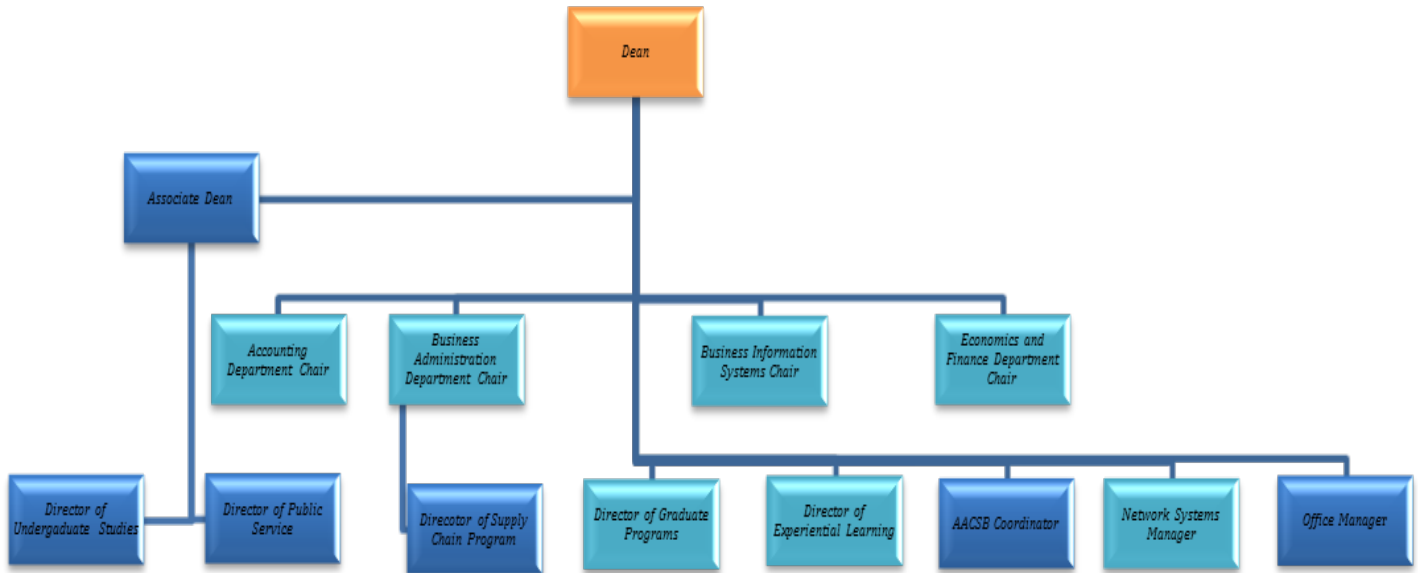 Dean
Associate Dean
Accounting
Department Chair
Business
Administration
Department Chair
Business Information
Systems Chair
Economics and
Finance Department
Chair
Director of
Undergraduate Studies
Director of Public
Service
Direcotor of Supply
Chain Program
Director of Graduate
Programs
Director of
Experiential Learning
AACSB Coordinator
Network Systems
Manager
Office Manager